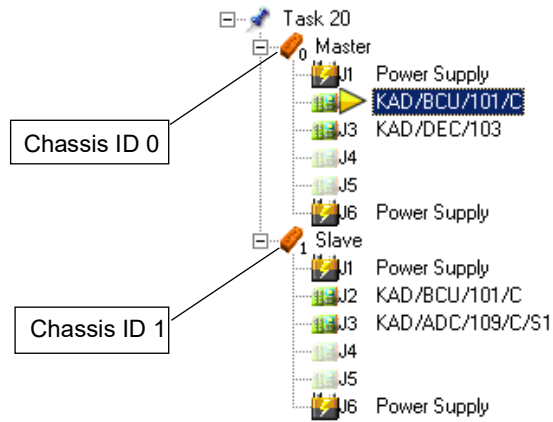 Task 20
0 Master
J1 Power Supply
KAD/BCU/101/C
Chassis ID 0
J3 KAD/DEC/103
J4
J5
J6 Power Supply
1 Slave
J1 Power Supply
J2 KAD/BCU/101/C
Chassis ID 1
J3 KAD/ADC/109/C/S1
J4
J5
J6 Power Supply